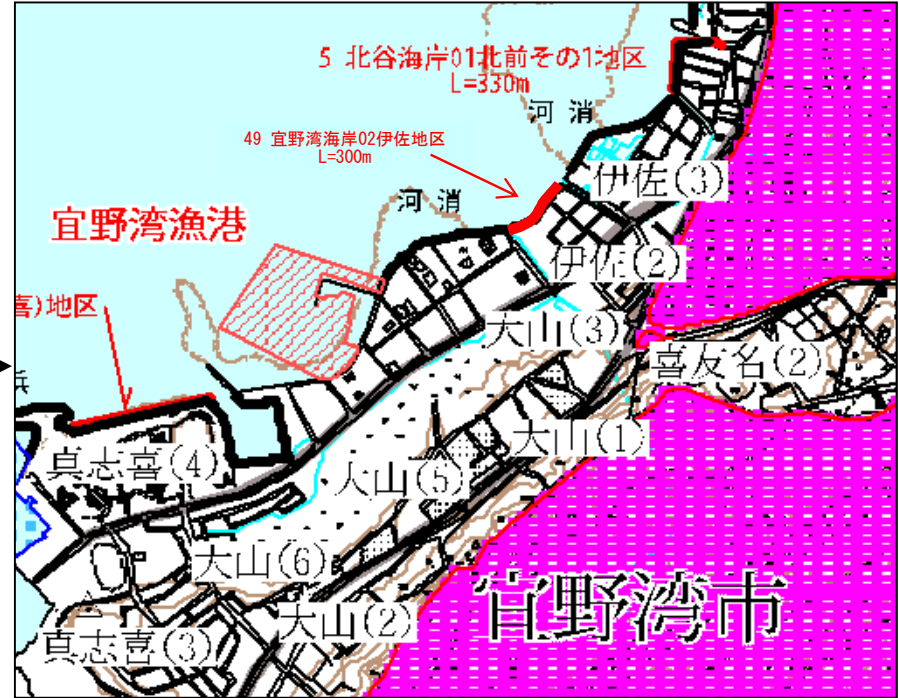 5 北谷海岸01北前その1地区
L=330m
河 消
49 宜野湾海岸02伊佐地区
L=300m
伊佐(3)
河 消
宜野湾漁港
伊佐(2)
喜)地区
大山(3)
喜友名(2)
浜
大山(1)
真志喜(4)
大山(5)
大山(6)
宜野湾市
大山(2)
真志喜(3)